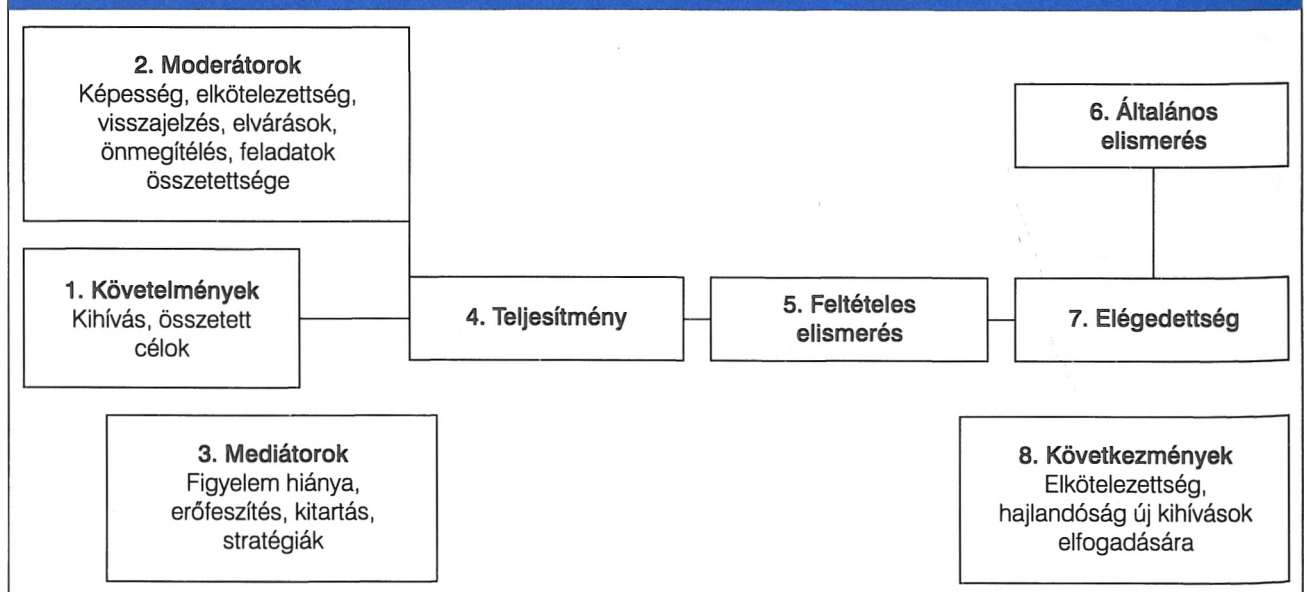 2. Moderátorok
Képesség, elkötelezettség,
visszajelzés, elvárások,
önmegítélés, feladatok
összetettsége
6. Általános
elismerés
1. Követelmények
Kihívás, összetett
célok
4. Teljesítmény
5. Feltételes
elismerés
7. Elégedettség
3. Mediátorok
Figyelem hiánya,
erőfeszítés, kitartás,
stratégiák
8. Következmények
Elkötelezettség,
hajlandóság új kihívások
elfogadására